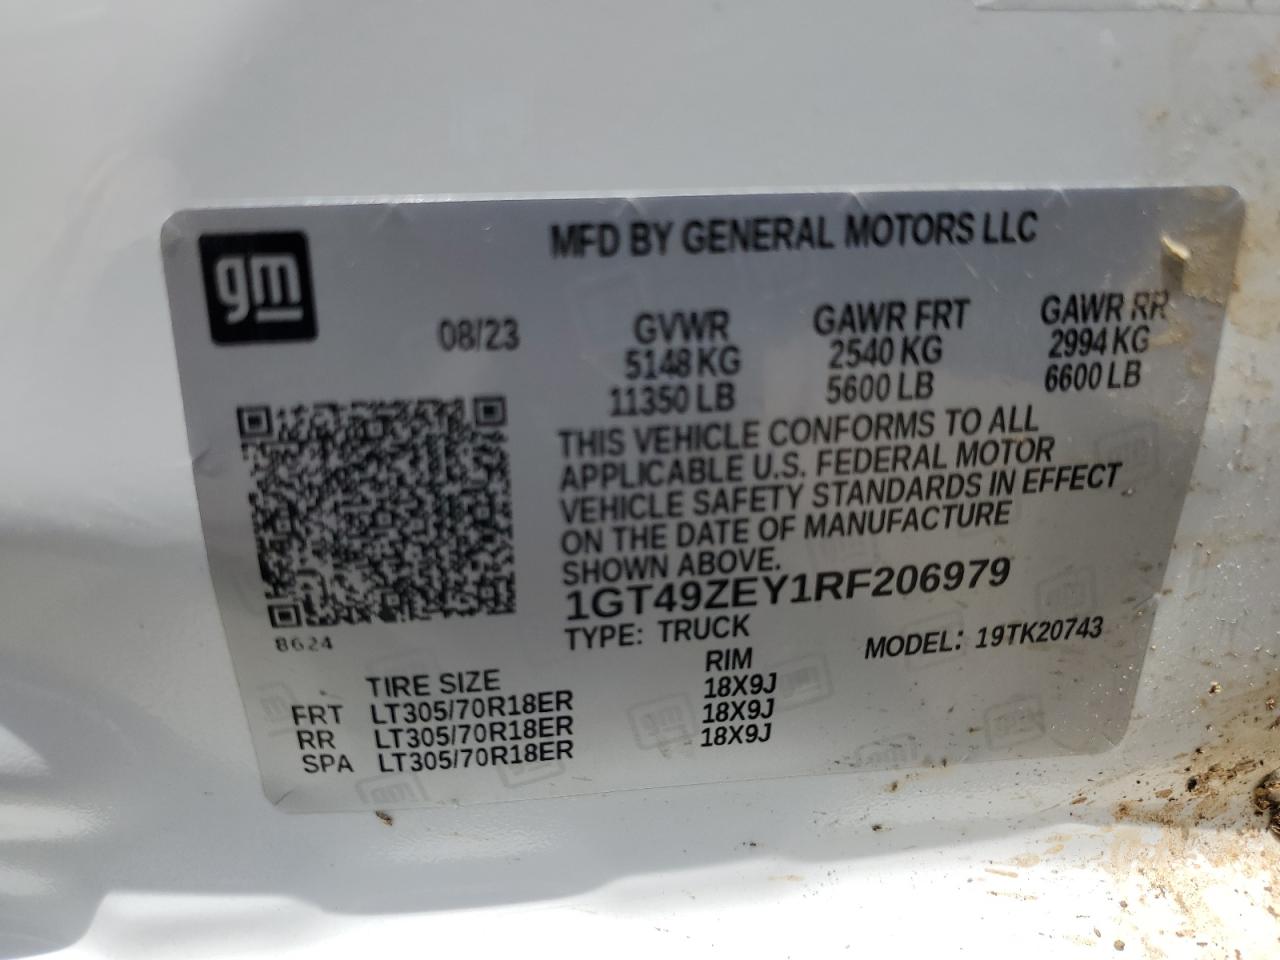 gm
MFD BY GENERAL MOTORS LLC
08/23
GVWR GAWR FRT GAWR RR
5148 KG 2540 KG 2994 KG
11350 LB 5600 LB 6600 LB
THIS VEHICLE CONFORMS TO ALL
APPLICABLE U.S. FEDERAL MOTOR
VEHICLE SAFETY STANDARDS IN EFFECT
ON THE DATE OF MANUFACTURE
SHOWN ABOVE.
1GT49ZEY1RF206979
8624
TYPE: TRUCK MODEL: 19TK20743
TIRE SIZE RIM
FRT LT305/70R18ER 18X9J
RR LT305/70R18ER 18X9J
SPA LT305/70R18ER 18X9J